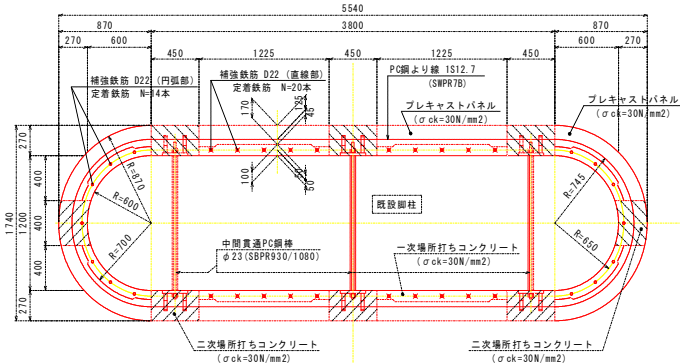 5540
870
3800
870
270
600
450
1225
450
1225
450
600
270
補強鉄筋 D22 (円弧部)
定着鉄筋 N=14本
補強鉄筋 D22 (直線部)
定着鉄筋 N=20本
PC鋼より線 1S12.7
(SWPR7B)
プレキャストパネル
(σck=30N/mm2)
プレキャストパネル
(σck=30N/mm2)
170
125
45
100
50
50
270
400
400
400
270
1200
1740
R=870
R=600
R=700
R=745
R=650
既設脚柱
中間貫通PC鋼棒
φ23(SBPR930/1080)
一次場所打ちコンクリート
(σck=30N/mm2)
二次場所打ちコンクリート
(σck=30N/mm2)
二次場所打ちコンクリート
(σck=30N/mm2)